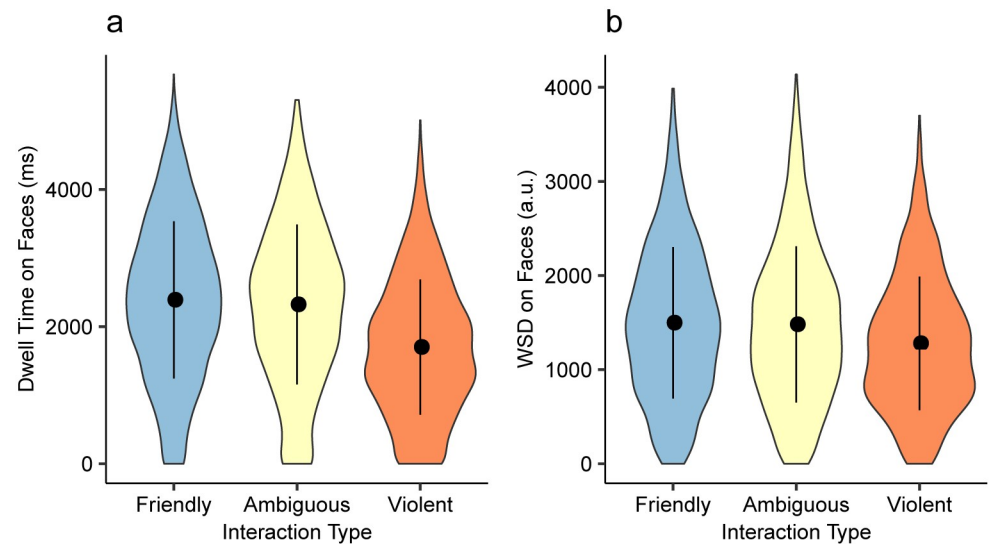 a
Dwell Time on Faces (ms)
4000
2000
0
Friendly Ambiguous Violent
Interaction Type
b
WSD on Faces (a.u.)
4000
3000
2000
1000
0
Friendly Ambiguous Violent
Interaction Type